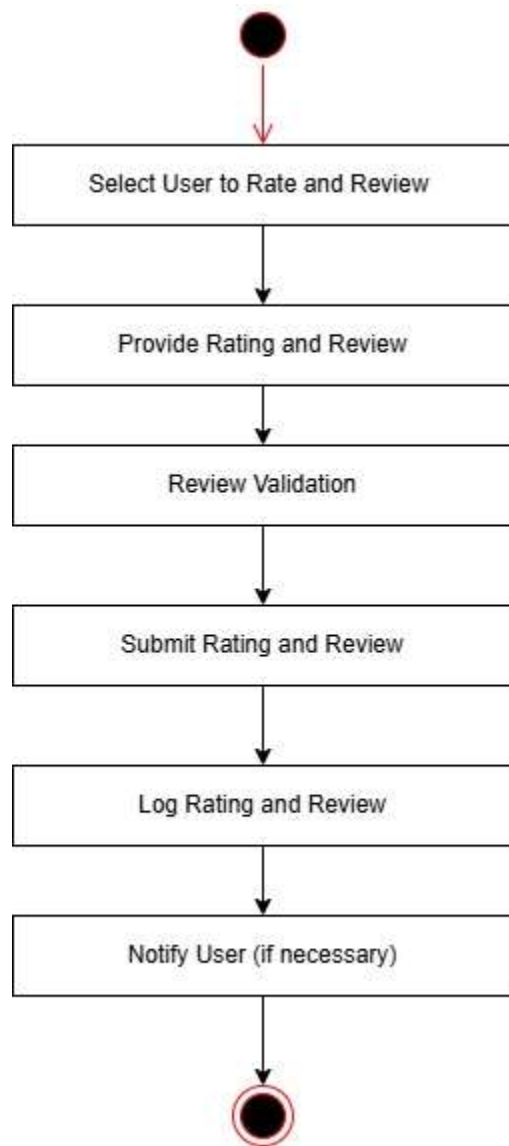 Select User to Rate and Review
Provide Rating and Review
Review Validation
Submit Rating and Review
Log Rating and Review
Notify User (if necessary)